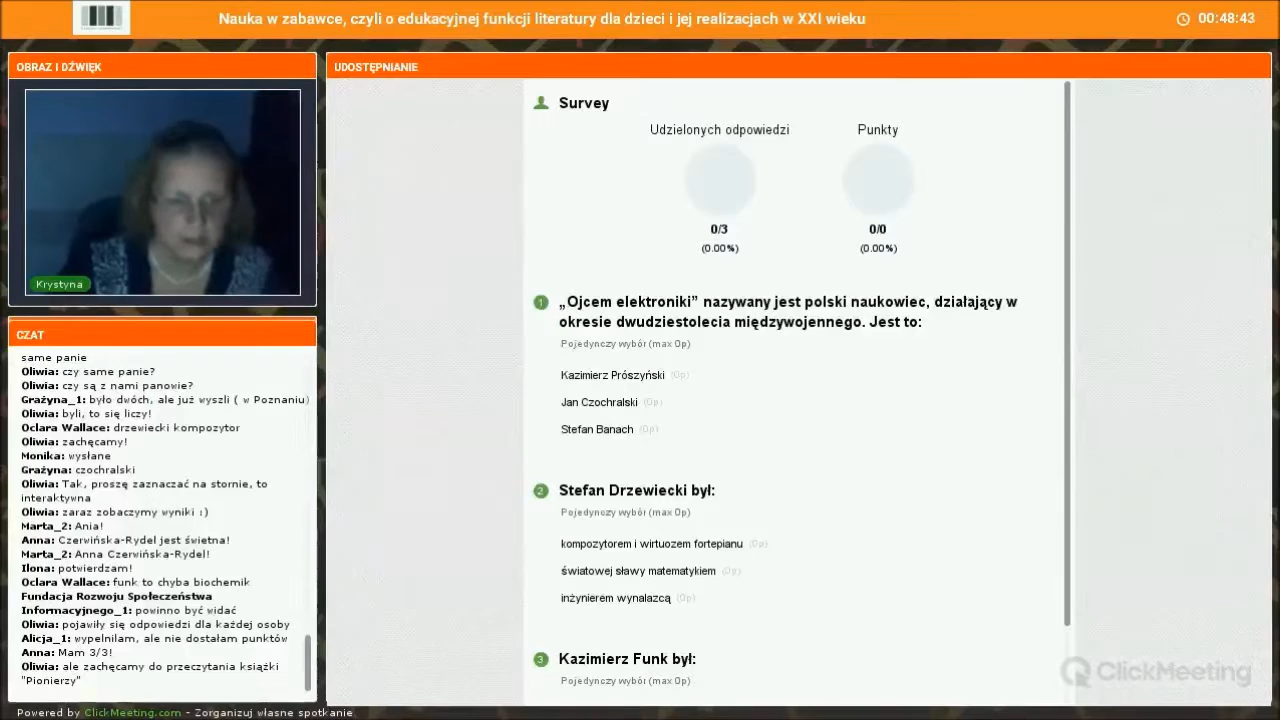 Nauka w zabawce, czyli o edukacyjnej funkcji literatury dla dzieci i jej realizacjach w XXI wieku
00:48:43
OBRAZ I DŹWIĘK
Krystyna
CZAT
same panie
Oliwia: czy same panie?
Oliwia: czy są z nami panowie?
Grażyna_1: było dwóch, ale już wyszli ( w Poznaniu)
Oliwia: byli, to się liczy!
Oclara Wallace: drzewiecki kompozytor
Oliwia: zachęcamy!
Monika: wysłane
Grażyna: czochralski
Oliwia: Tak, proszę zaznaczać na stornie, to
interaktywna
Oliwia: zaraz zobaczymy wyniki :)
Marta_2: Ania!
Anna: Czerwińska-Rydel jest świetna!
Marta_2: Anna Czerwińska-Rydel!
Ilona: potwierdzam!
Oclara Wallace: funk to chyba biochemik
Fundacja Rozwoju Społeczeństwa
Informacyjnego_1: powinno być widać
Oliwia: pojawiły się odpowiedzi dla każdej osoby
Alicja_1: wypelnilam, ale nie dostałam punktów
Anna: Mam 3/3!
Oliwia: ale zachęcamy do przeczytania książki
"Pionierzy"
UDOSTĘPNIANIE
Survey
Udzielonych odpowiedzi
Punkty
0/3
0/0
(0.00%)
(0.00%)
1 „Ojcem elektroniki” nazywany jest polski naukowiec, działający w
okresie dwudziestolecia międzywojennego. Jest to:
Pojedynczy wybór (max 0p)
Kazimierz Prószyński (0p)
Jan Czochralski (0p)
Stefan Banach (0p)
2 Stefan Drzewiecki był:
Pojedynczy wybór (max 0p)
kompozytorem i wirtuozem fortepianu (0p)
światowej sławy matematykiem (0p)
inżynierem wynalazcą (0p)
3 Kazimierz Funk był:
Pojedynczy wybór (max 0p)
ClickMeeting
Powered by ClickMeeting.com - Zorganizuj własne spotkanie